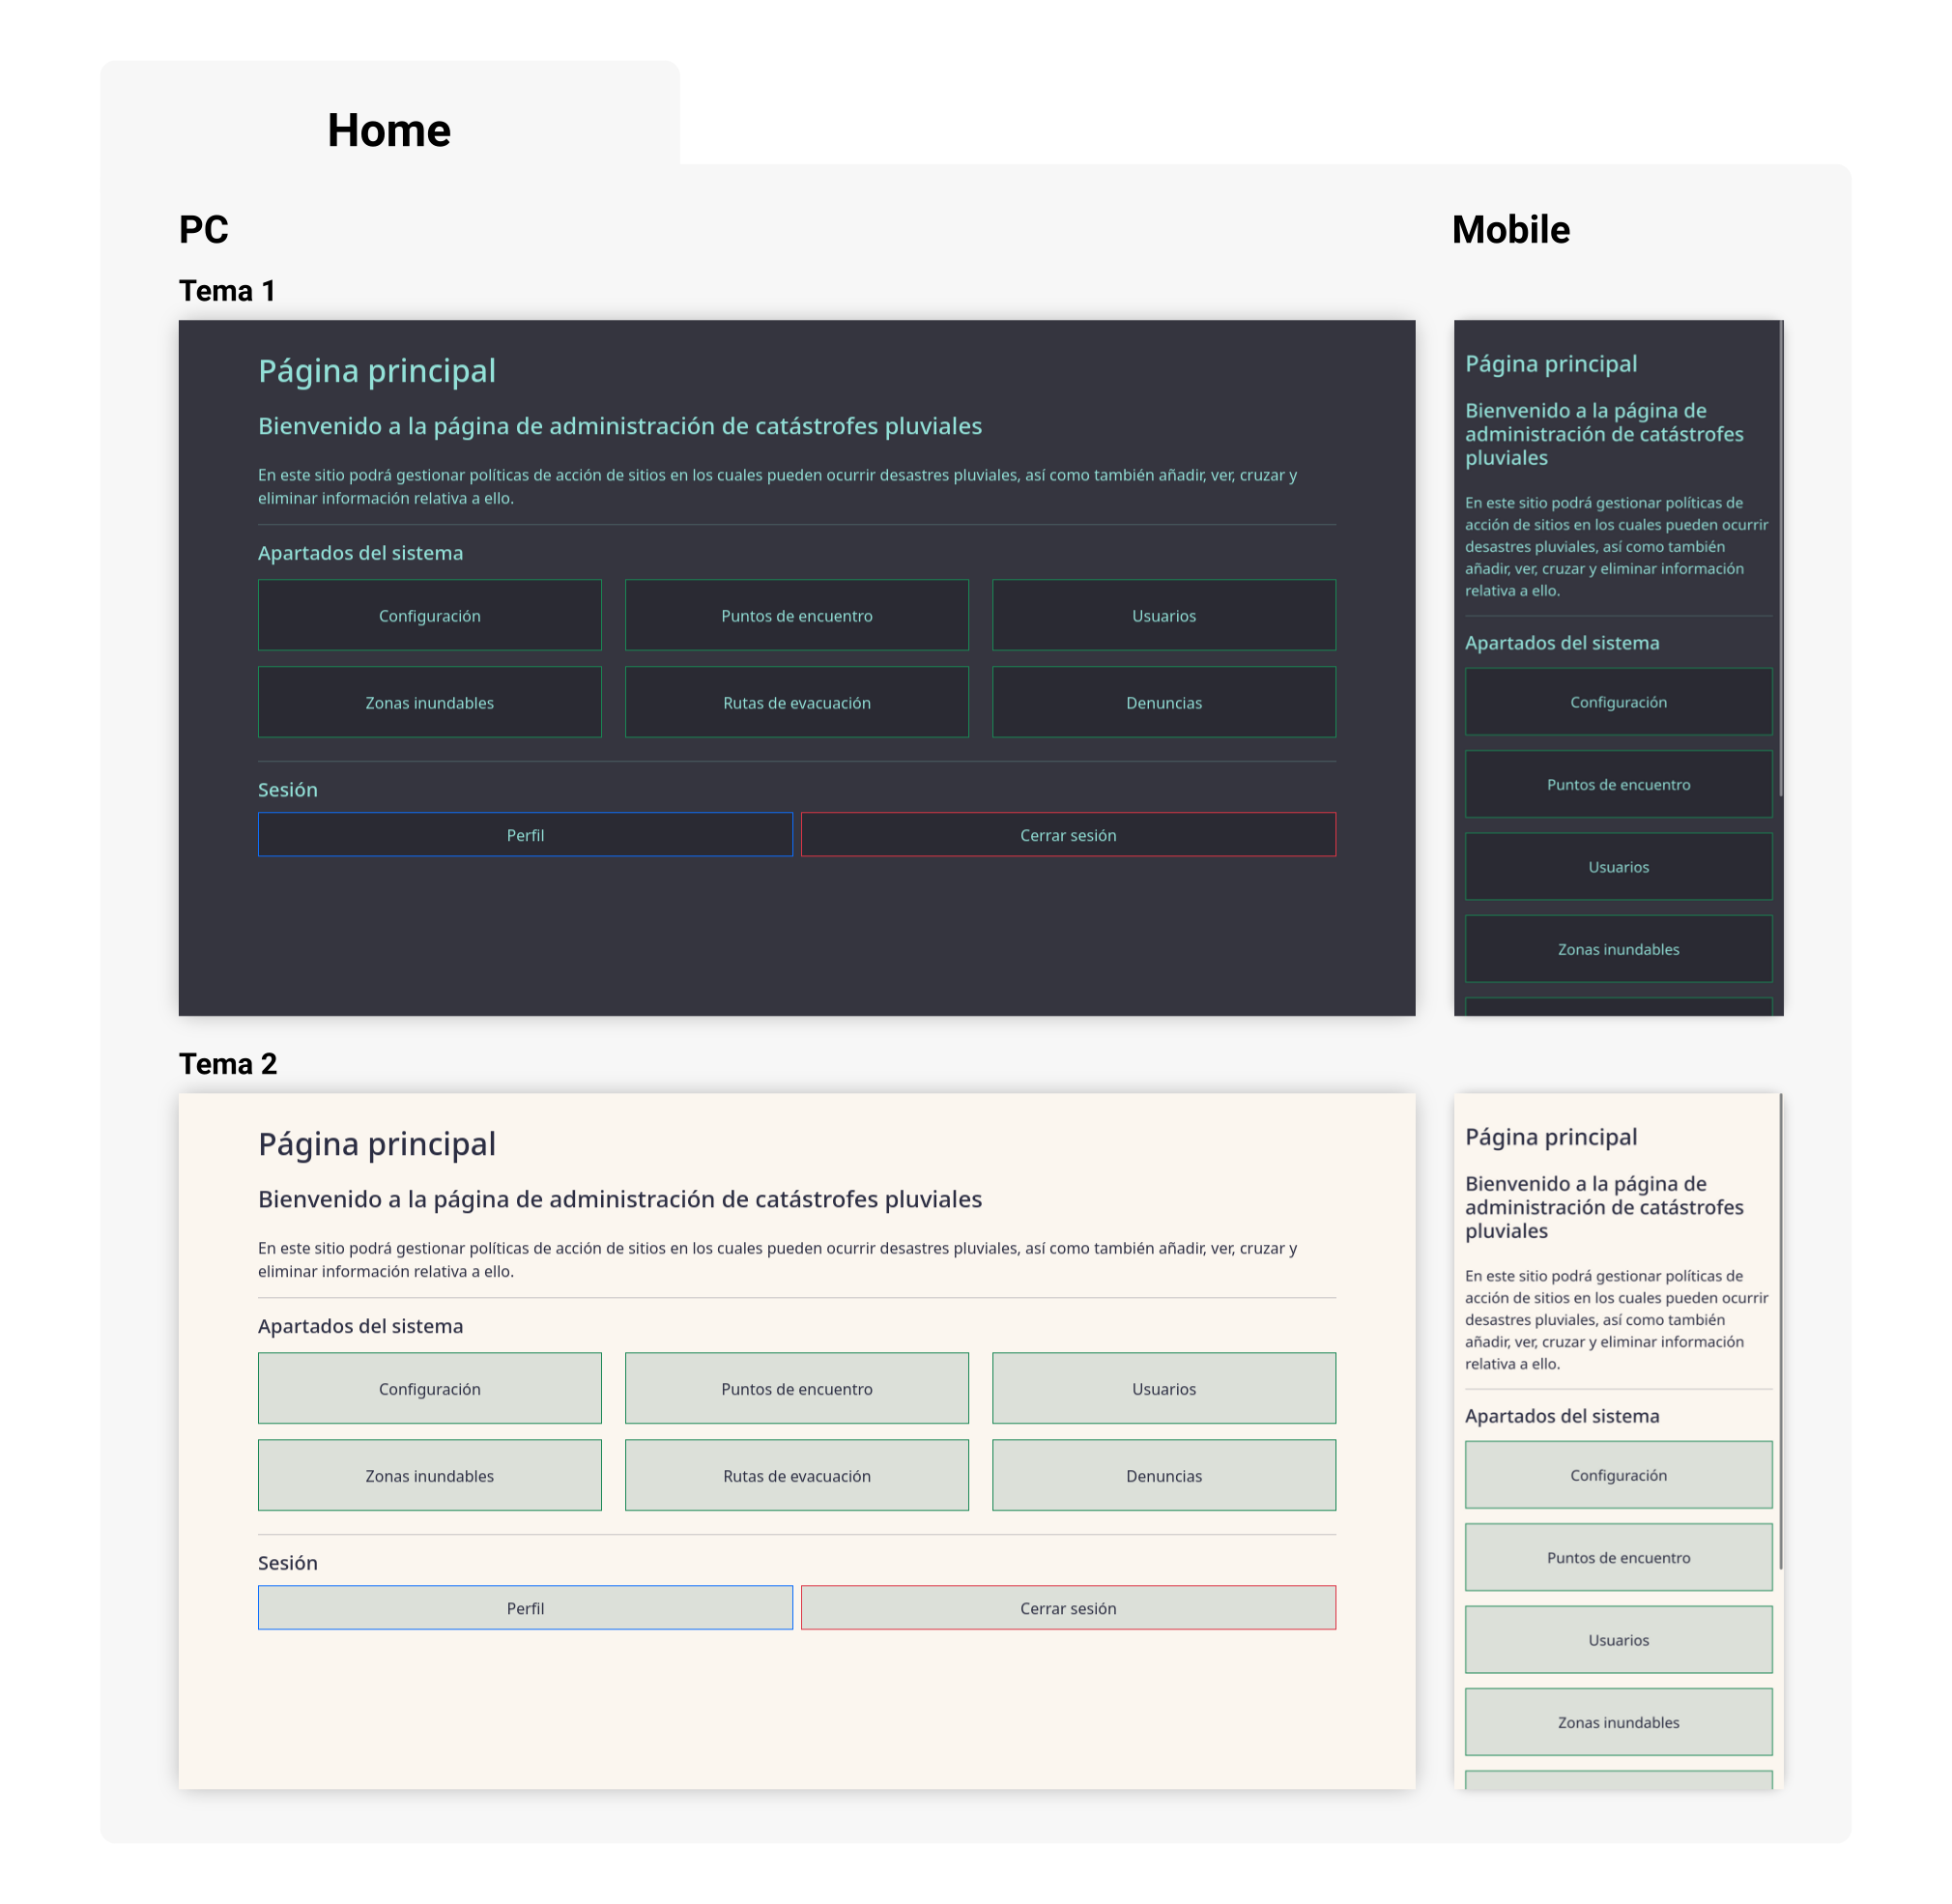 Home
PC
Mobile
Tema 1
Página principal
Bienvenido a la página de administración de catástrofes pluviales
En este sitio podrá gestionar políticas de acción de sitios en los cuales pueden ocurrir desastres pluviales, así como también añadir, ver, cruzar y
eliminar información relativa a ello.
Apartados del sistema
Configuración
Puntos de encuentro
Usuarios
Zonas inundables
Rutas de evacuación
Denuncias
Sesión
Perfil
Cerrar sesión
Página principal
Bienvenido a la página de
administración de catástrofes
pluviales
En este sitio podrá gestionar políticas de
acción de sitios en los cuales pueden ocurrir
desastres pluviales, así como también
añadir, ver, cruzar y eliminar información
relativa a ello.
Apartados del sistema
Configuración
Puntos de encuentro
Usuarios
Zonas inundables
Tema 2
Página principal
Bienvenido a la página de administración de catástrofes pluviales
En este sitio podrá gestionar políticas de acción de sitios en los cuales pueden ocurrir desastres pluviales, así como también añadir, ver, cruzar y
eliminar información relativa a ello.
Apartados del sistema
Configuración
Puntos de encuentro
Usuarios
Zonas inundables
Rutas de evacuación
Denuncias
Sesión
Perfil
Cerrar sesión
Página principal
Bienvenido a la página de
administración de catástrofes
pluviales
En este sitio podrá gestionar políticas de
acción de sitios en los cuales pueden ocurrir
desastres pluviales, así como también
añadir, ver, cruzar y eliminar información
relativa a ello.
Apartados del sistema
Configuración
Puntos de encuentro
Usuarios
Zonas inundables